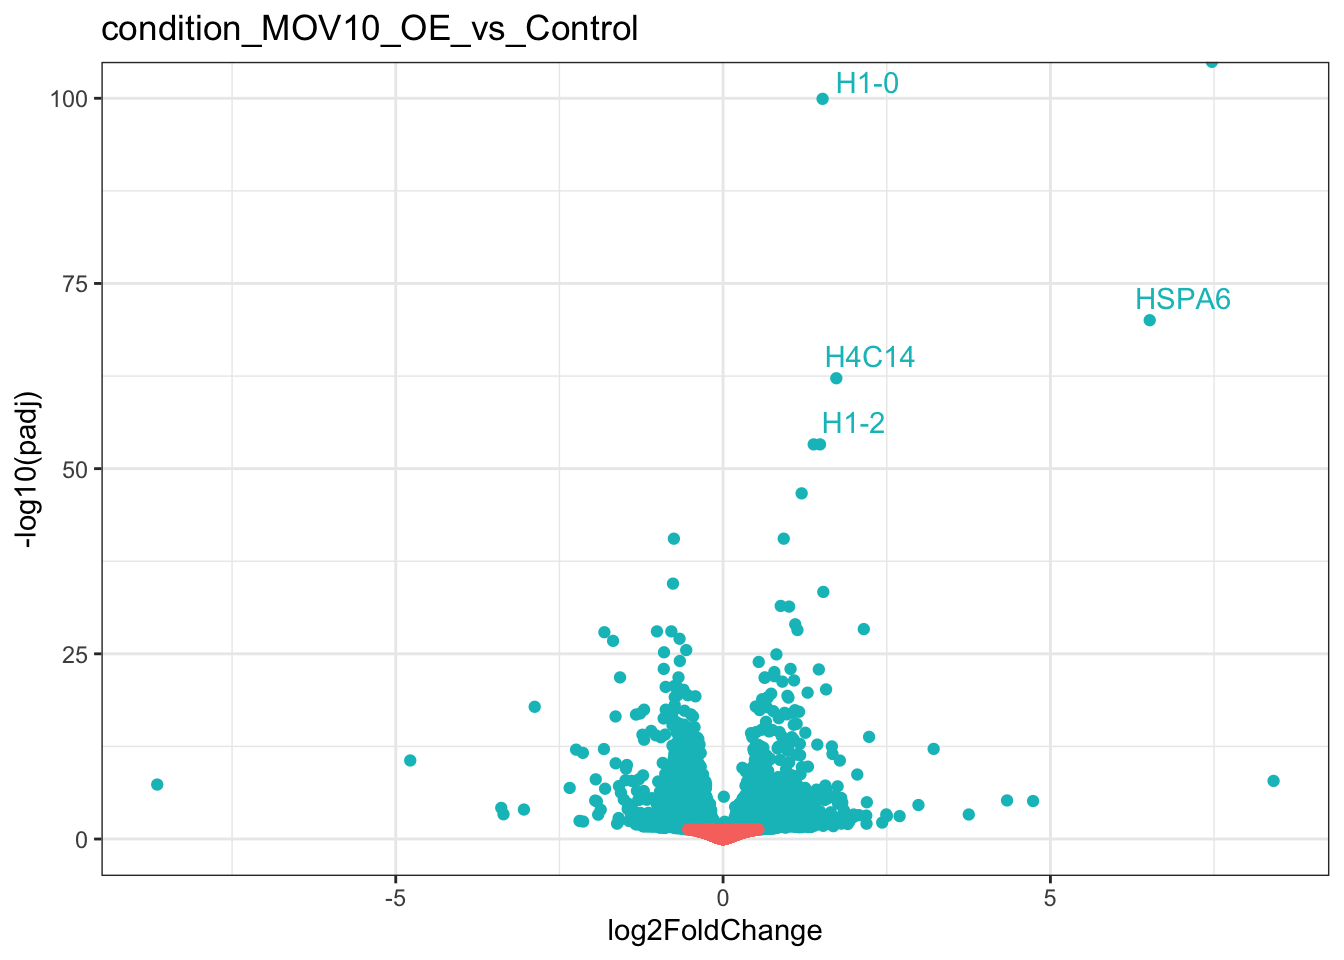 condition_MOV10_OE_vs_Control
H1-0
100
75
HSPA6
H4C14
H1-2
50
-log10(padj)
25
0
-5
0
5
log2FoldChange